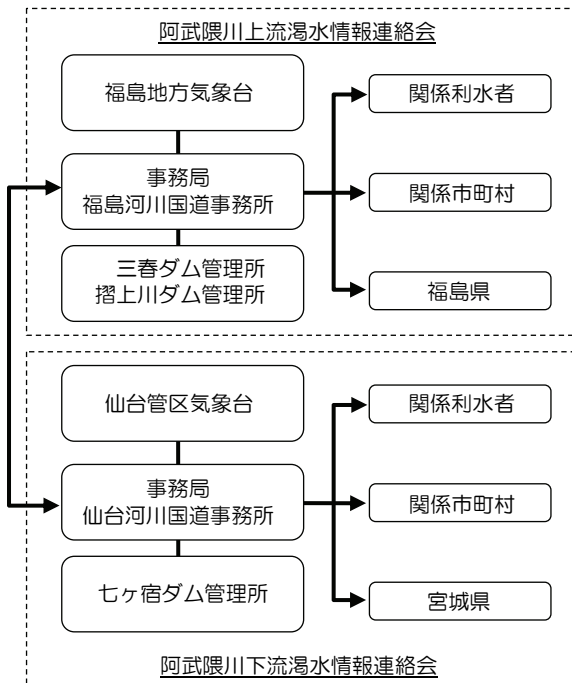 阿武隈川上流渇水情報連絡会
福島地方気象台
事務局
福島河川国道事務所
三春ダム管理所
摺上川ダム管理所
関係利水者
関係市町村
福島県
仙台管区気象台
事務局
仙台河川国道事務所
七ヶ宿ダム管理所
関係利水者
関係市町村
宮城県
阿武隈川下流渇水情報連絡会